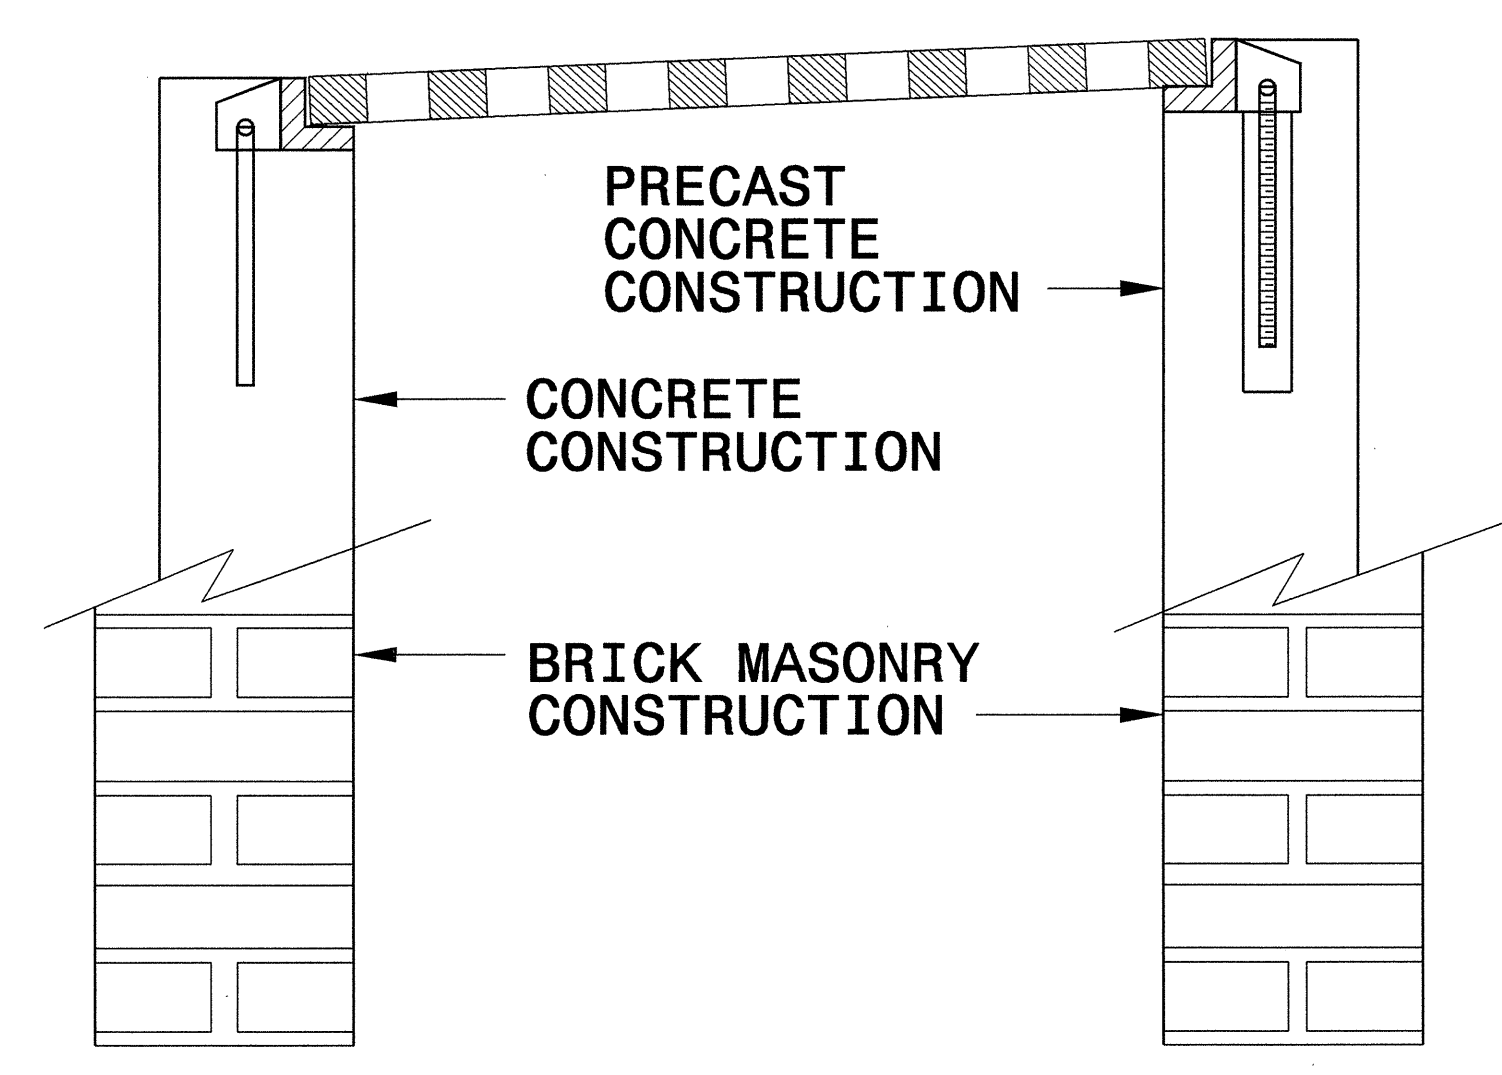 PRECAST
CONCRETE
CONSTRUCTION
CONCRETE
CONSTRUCTION
BRICK MASONRY
CONSTRUCTION